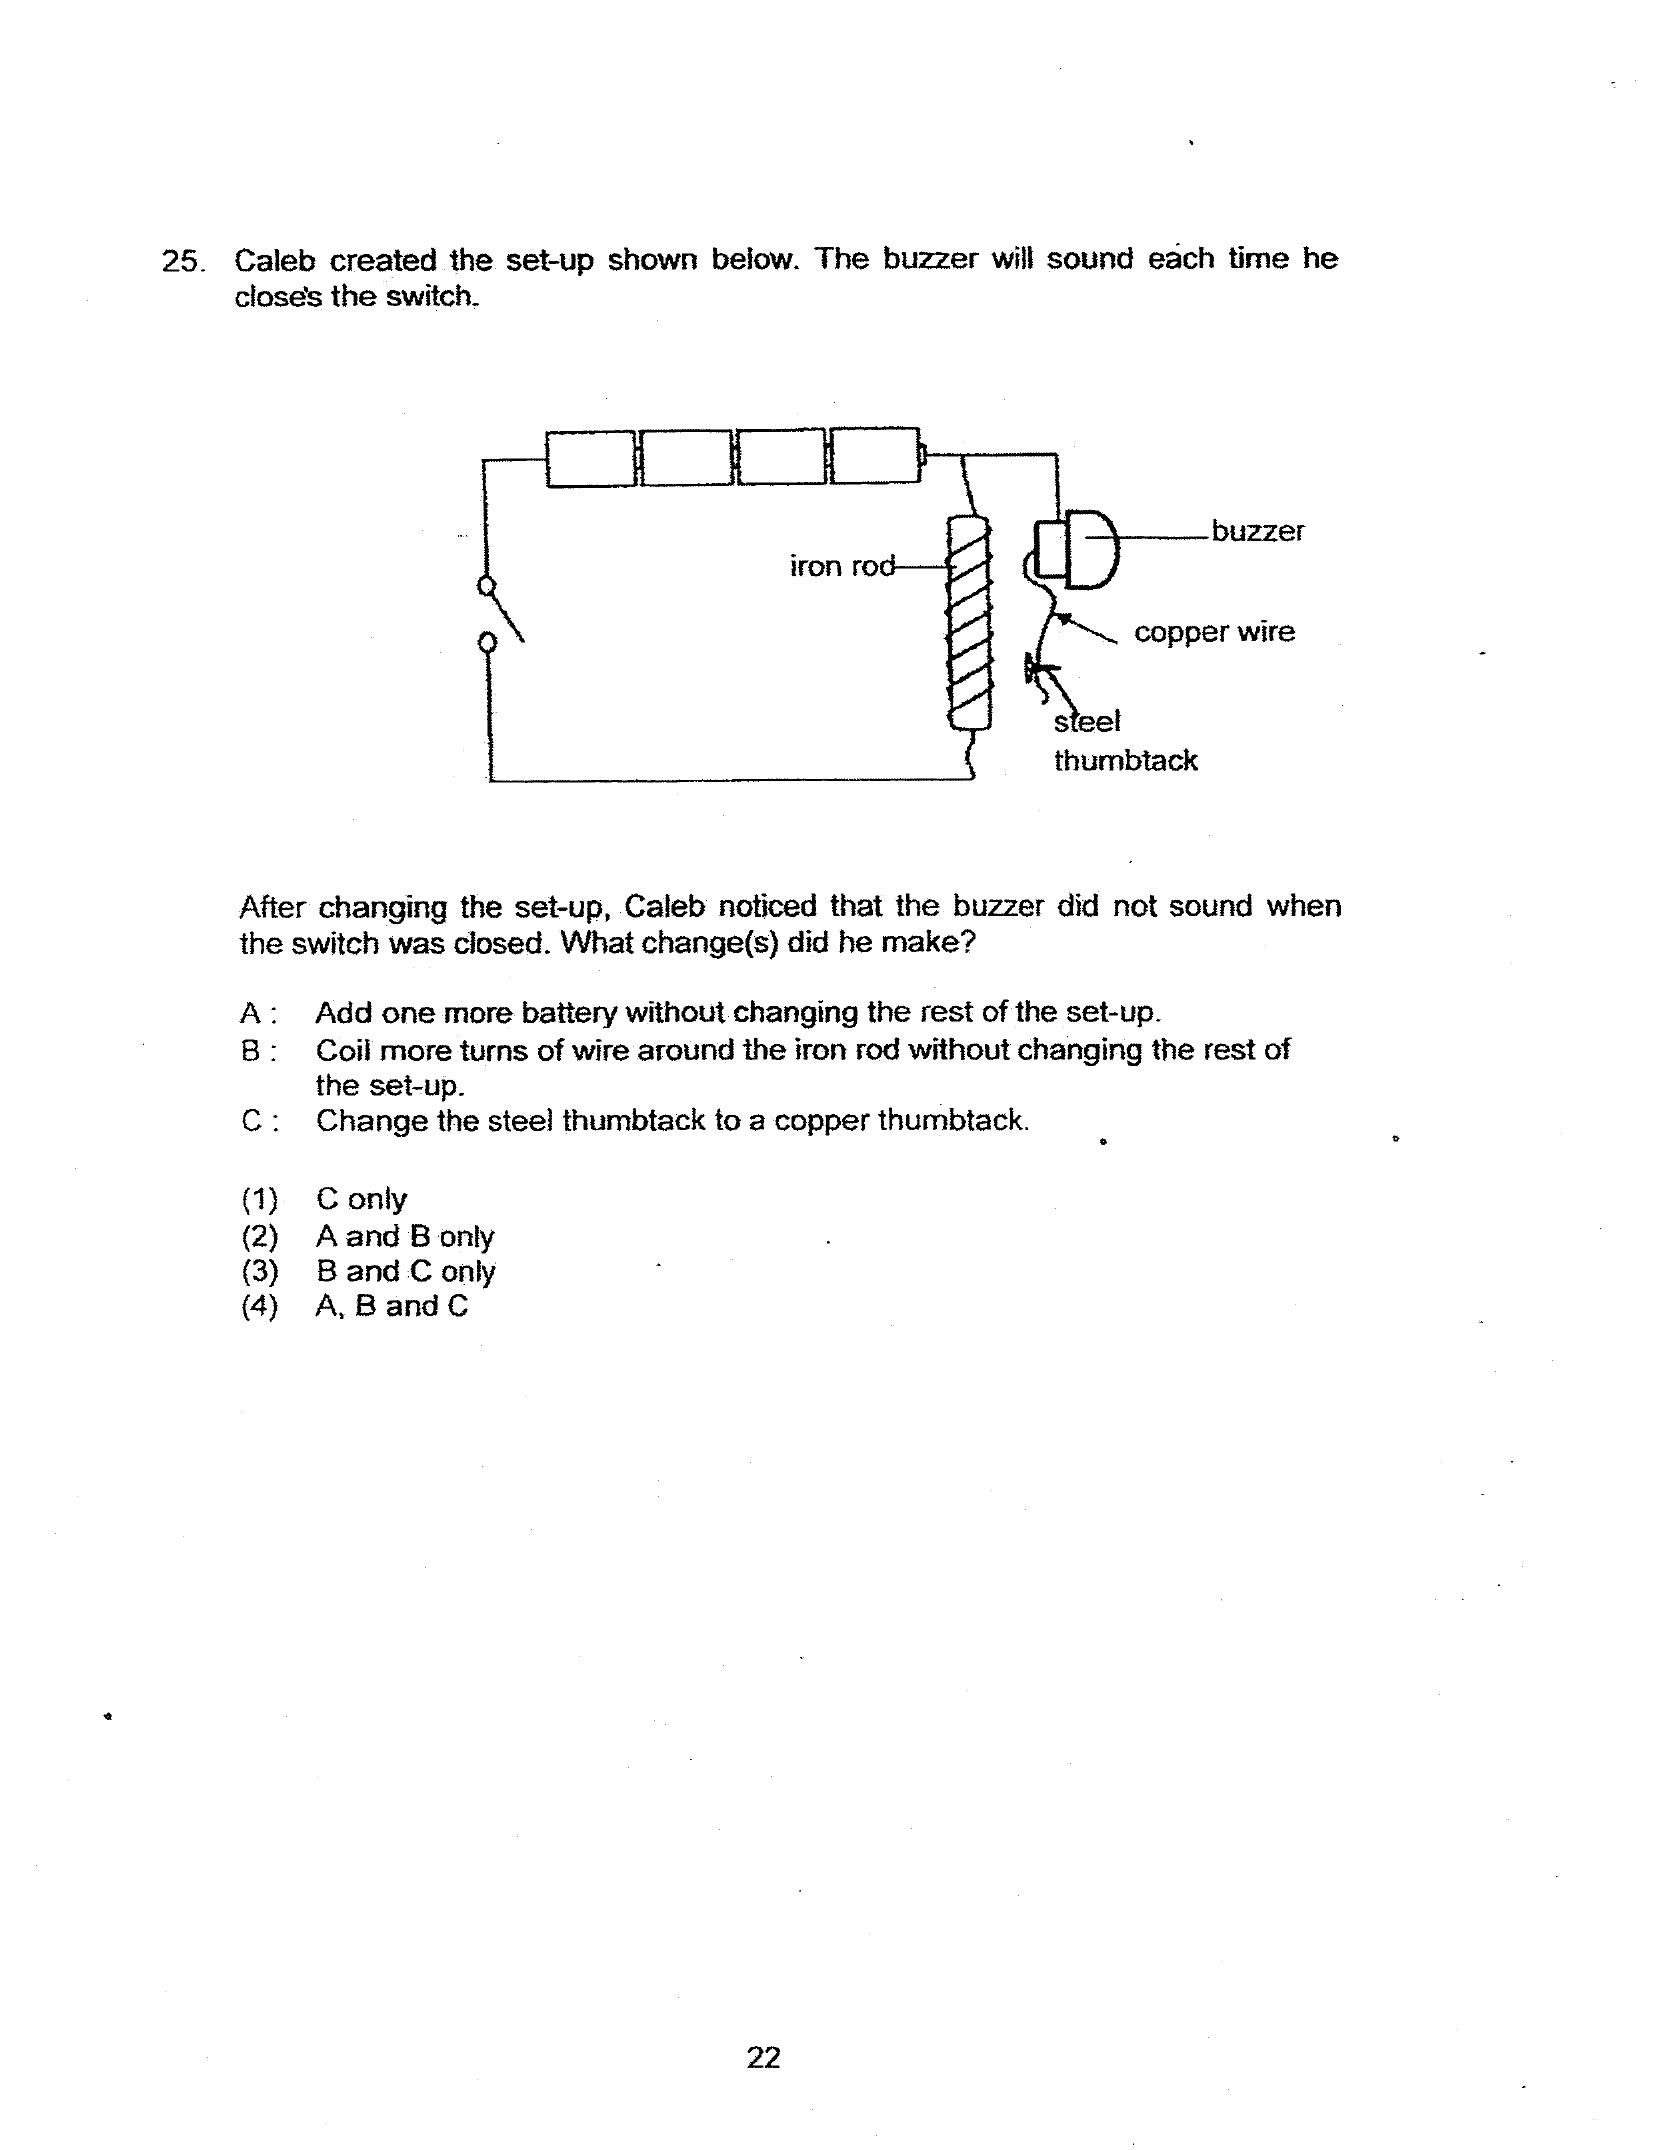 25. Caleb created the set-up shown below. The buzzer will sound each time he
close's the switch.
buzzer
iron rod
copper wire
steel
thumbtack
After changing the set-up, Caleb noticed that the buzzer did not sound when
the switch was closed. What change(s) did he make?
A : Add one more battery without changing the rest of the set-up.
B : Coil more turns of wire around the iron rod without changing the rest of
the set-up.
C : Change the steel thumbtack to a copper thumbtack.
(1) C only
(2) A and B only
(3) B and C only
(4) A, B and C
22